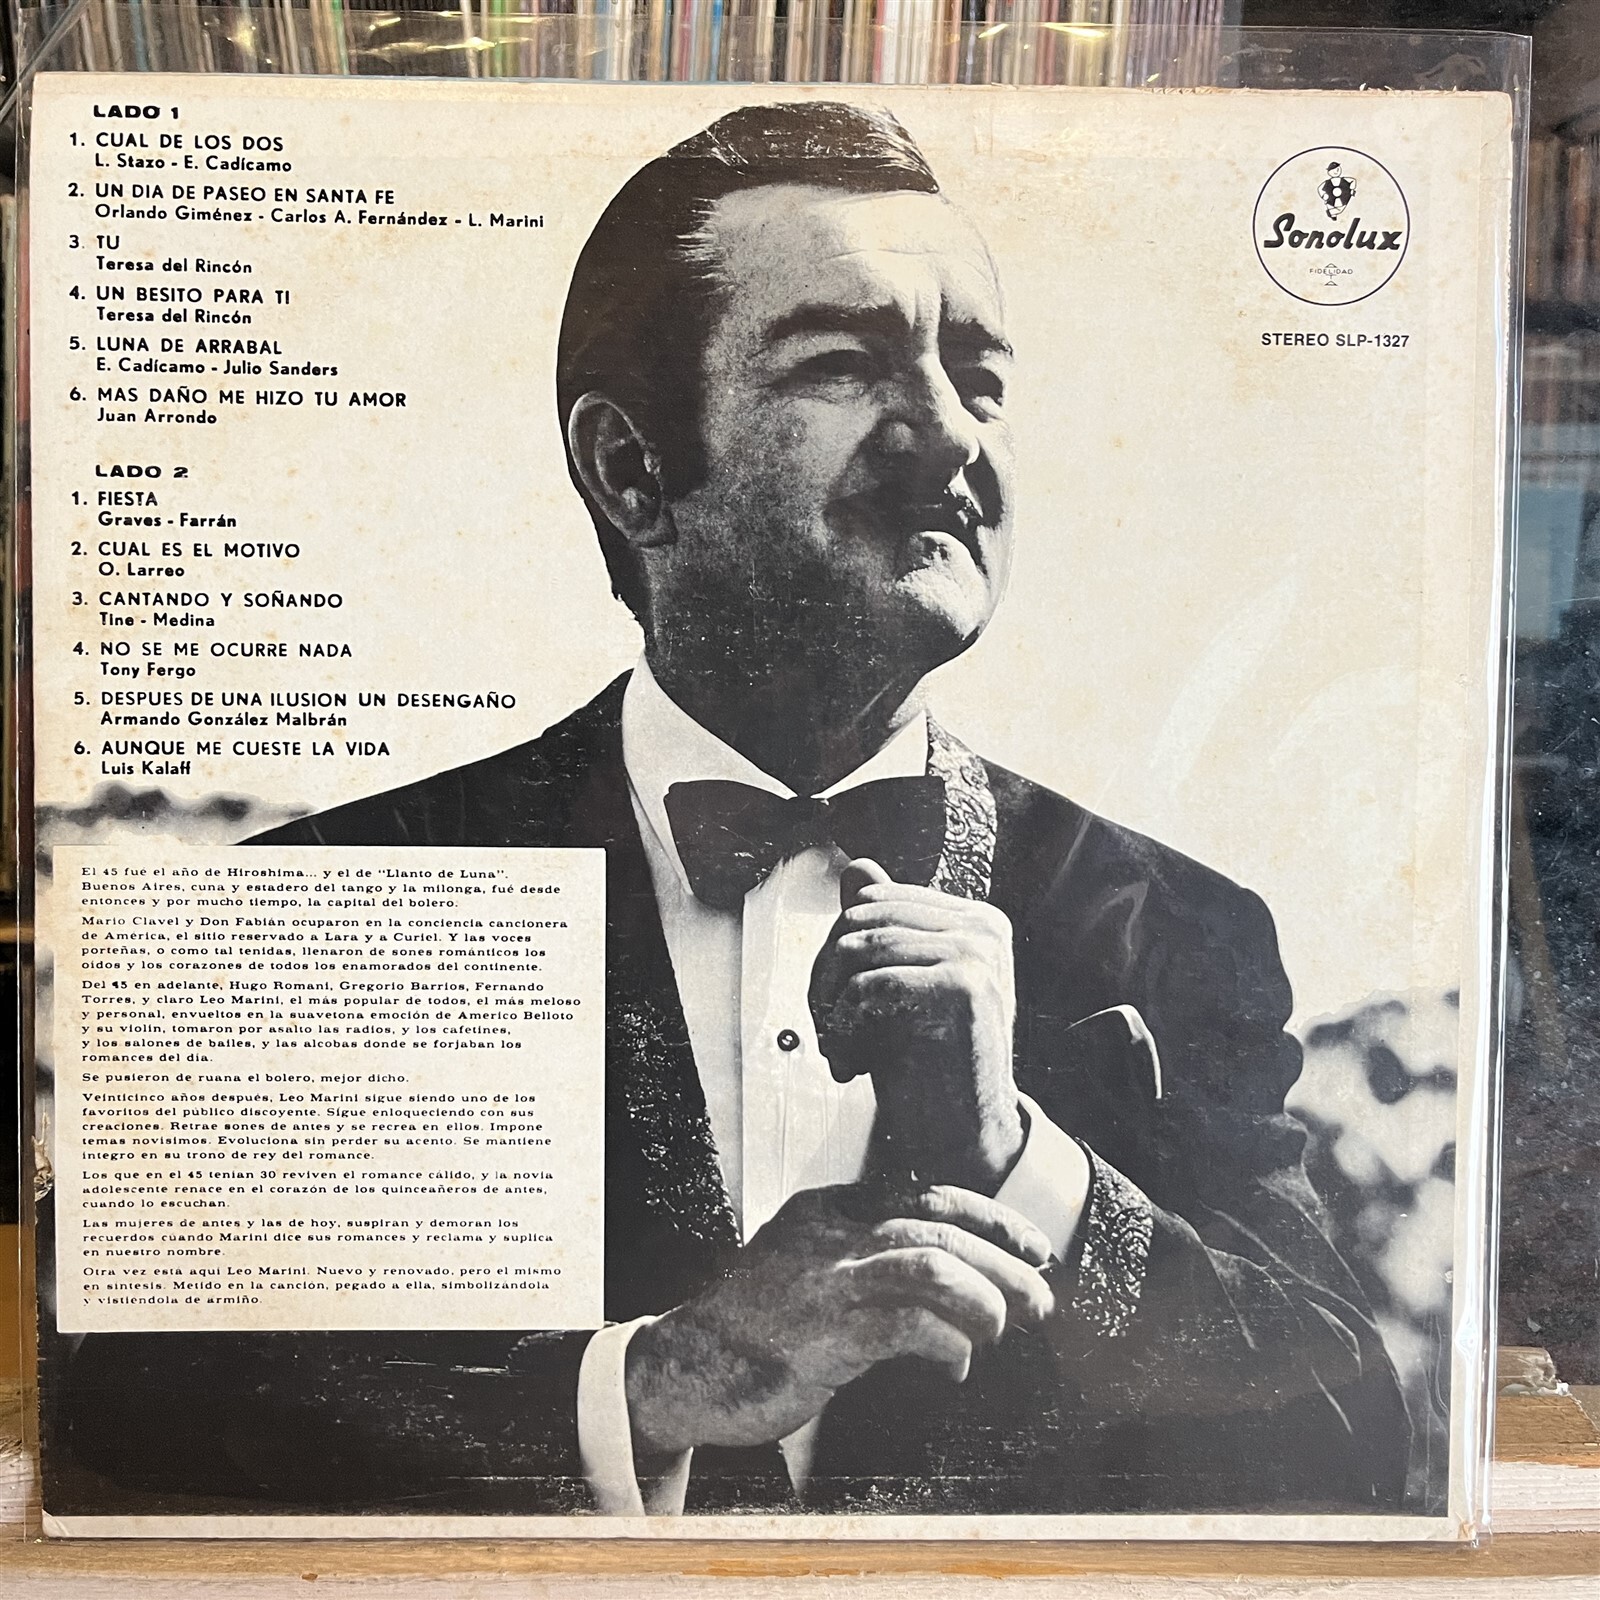 LADO 1
1. CUAL DE LOS DOS
L. Stazo - E. Cadícamo
2. UN DIA DE PASEO EN SANTA FE
Orlando Giménez - Carlos A. Fernández - L. Marini
3. TU
Teresa del Rincón
4. UN BESITO PARA TI
Teresa del Rincón
5. LUNA DE ARRABAL
E. Cadícamo - Julio Sanders
6. MAS DAÑO ME HIZO TU AMOR
Juan Arrondo
LADO 2
1. FIESTA
Graves - Farrán
2. CUAL ES EL MOTIVO
O. Larreo
3. CANTANDO Y SOÑANDO
Tine - Medina
4. NO SE ME OCURRE NADA
Tony Fergo
5. DESPUES DE UNA ILUSION UN DESENGAÑO
Armando González Malbrán
6. AUNQUE ME CUESTE LA VIDA
Luis Kalaff
Sonolux
FIDELIDAD
STEREO SLP-1327
El 45 fué el año de Hiroshima... y el de "Llanto de Luna".
Buenos Aires, cuna y estadero del tango y la milonga, fué desde
entonces y por mucho tiempo, la capital del bolero.
Mario Clavel y Don Fabián ocuparon en la conciencia cancionera
de América, el sitio reservado a Lara y a Curiel. Y las voces
porteñas, o como tal tenidas, llenaron de sones románticos los
oídos y los corazones de todos los enamorados del continente.
Del 45 en adelante, Hugo Romani, Gregorio Barrios, Fernando
Torres, y claro Leo Marini, el más popular de todos, el más meloso
y personal, envueltos en la suavetona emoción de Americo Belloto
y su violín, tomaron por asalto las radios, y los cafetines,
y los salones de bailes, y las alcobas donde se forjaban los
romances del día.
Se pusieron de ruana el bolero, mejor dicho.
Veinticinco años después, Leo Marini sigue siendo uno de los
favoritos del público discoyente. Sigue enloqueciendo con sus
creaciones. Retrae sones de antes y se recrea en ellos. Impone
temas novísimos. Evoluciona sin perder su acento. Se mantiene
íntegro en su trono de rey del romance.
Los que en el 45 tenían 30 reviven el romance cálido, y la novia
adolescente renace en el corazón de los quinceañeros de antes,
cuando lo escuchan.
Las mujeres de antes y las de hoy, suspiran y demoran los
recuerdos cuando Marini dice sus romances y reclama y suplica
en nuestro nombre.
Otra vez está aquí Leo Marini. Nuevo y renovado, pero el mismo
en síntesis. Metido en la canción, pegado a ella, simbolizándola
y vistiéndola de armiño.